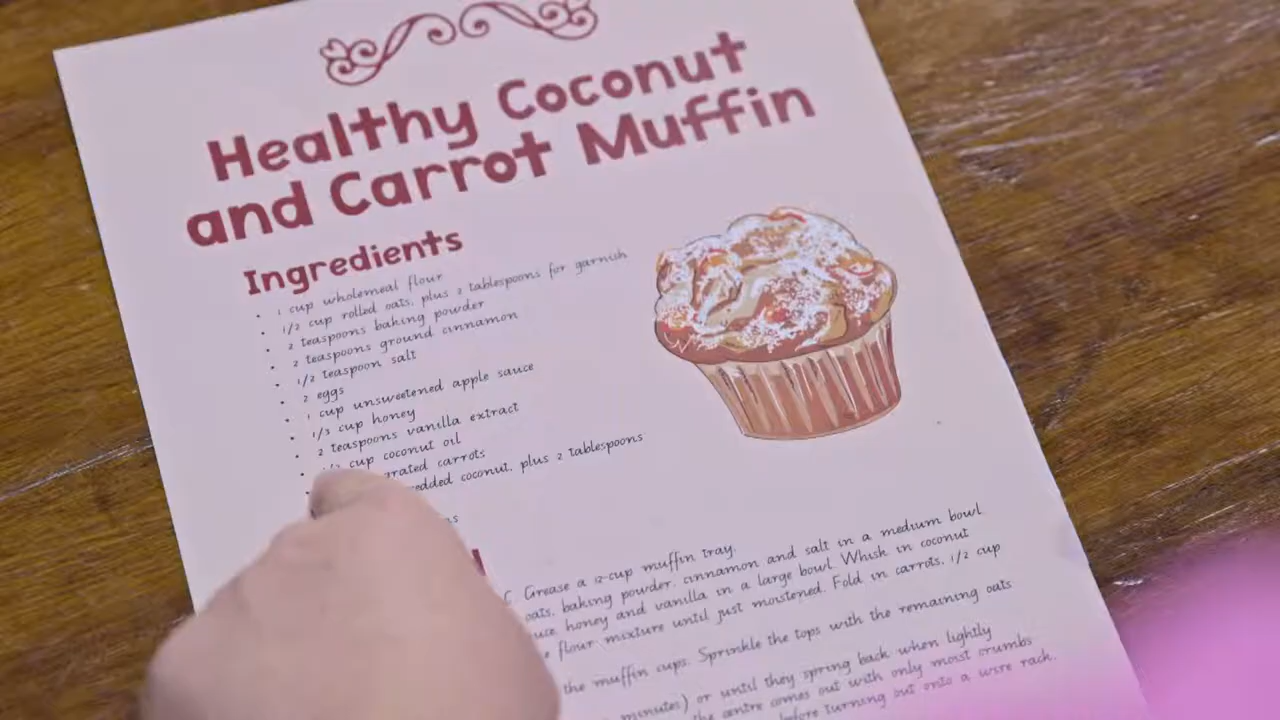 Healthy Coconut
and Carrot Muffin
Ingredients
1 cup wholemeal flour
1/2 cup rolled oats, plus 2 tablespoons for garnish
2 teaspoons baking powder
2 teaspoons ground cinnamon
1/2 teaspoon salt
2 eggs
1 cup unsweetened apple sauce
1/3 cup honey
2 teaspoons vanilla extract
cup coconut oil
grated carrots
coconut, plus 2 tablespoons
Grease a 12-cup muffin tray.
oats, baking powder, cinnamon and salt in a medium bowl.
honey and vanilla in a large bowl. Whisk in coconut
flour mixture until just moistened. Fold in carrots, 1/2 cup
the muffin cups. Sprinkle the tops with the remaining oats
minutes) or until they spring back when lightly
the centre comes out with only moist crumbs
before turning out onto a wire rack.